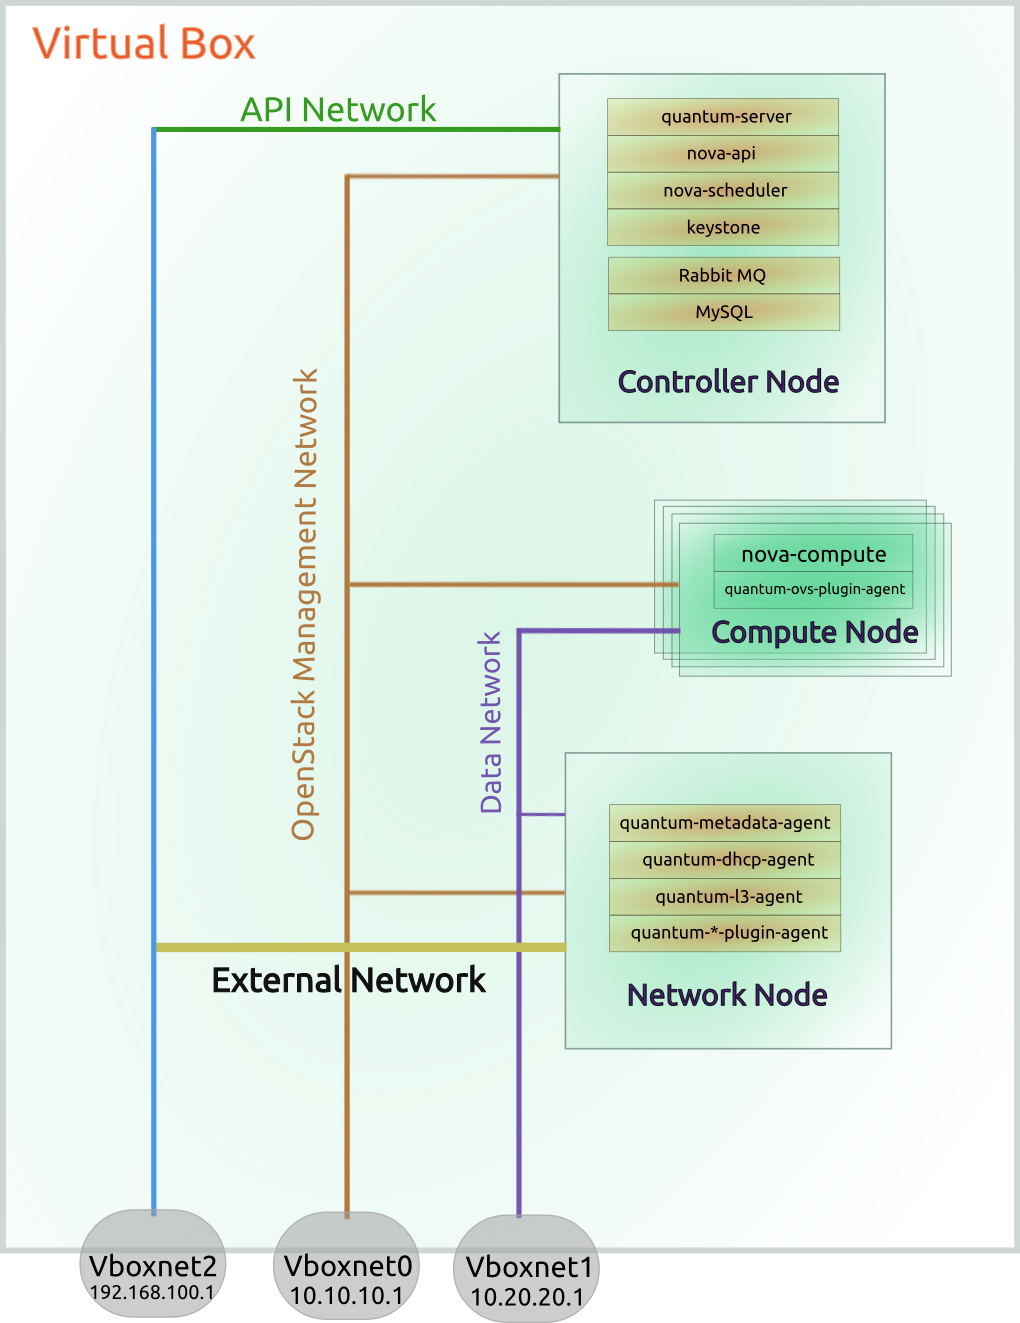 Virtual Box
API Network
quantum-server
nova-api
nova-scheduler
keystone
Rabbit MQ
MySQL
Controller Node
OpenStack Management Network
nova-compute
quantum-ovs-plugin-agent
Compute Node
Data Network
quantum-metadata-agent
quantum-dhcp-agent
quantum-l3-agent
quantum-*-plugin-agent
Network Node
External Network
Vboxnet2
192.168.100.1
Vboxnet0
10.10.10.1
Vboxnet1
10.20.20.1